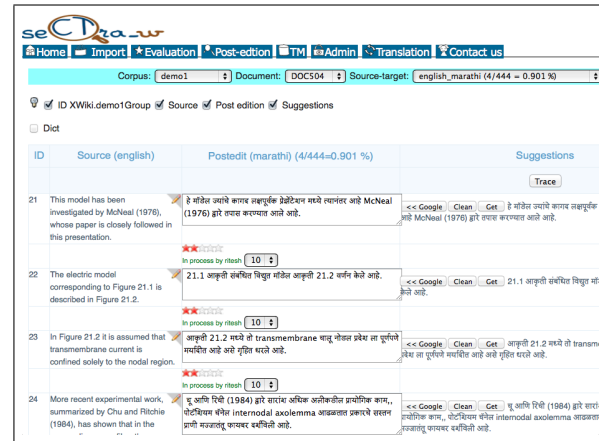 seCTra_w
Home Import Evaluation Post-edtion TM Admin Translation Contact us
Corpus: demo1 Document: DOC504 Source-target: english_marathi (4/444 = 0.901 %)
ID XWiki.demo1Group Source Post edition Suggestions
Dict
ID Source (english) Postedit (marathi) (4/444=0.901 %) Suggestions
Trace
21 This model has been
investigated by McNeal (1976),
whose paper is closely followed in
this presentation.
हे मॉडेल ज्यांचे कागद लक्षपूर्वक प्रेझेंटेशन मध्ये त्यानंतर आहे McNeal
(1976) द्वारे तपास करण्यात आले आहे.
<< Google Clean Get हे मॉडेल ज्यांचे कागद लक्षपूर्वक
आहे McNeal (1976) द्वारे तपास करण्यात आले आहे.
In process by ritesh 10
22 The electric model
corresponding to Figure 21.1 is
described in Figure 21.2.
21.1 आकृती संबंधित विद्युत मॉडेल आकृती 21.2 वर्णन केले आहे.
<< Google Clean Get 21.1 आकृती संबंधित विद्युत
केले आहे.
In process by ritesh 10
23 In Figure 21.2 it is assumed that
transmembrane current is
confined solely to the nodal region.
आकृती 21.2 मध्ये तो transmembrane चालू नोडल प्रदेश ला पूर्णपणे
मर्यादित आहे असे गृहित धरले आहे.
<< Google Clean Get आकृती 21.2 मध्ये तो
प्रदेश ला पूर्णपणे मर्यादित आहे असे गृहित धरले आहे.
In process by ritesh 10
24 More recent experimental work,
summarized by Chu and Ritchie
(1984), has shown that in the
चू आणि रिची (1984) द्वारे सारांश अधिक अलीकडील प्रायोगिक काम,,
पोटॅशियम चॅनेल internodal axolemma आढळतात प्रकारचे सस्तन
प्राणी मज्जातंतू फायबर दर्शविली आहे.
<< Google Clean Get चू आणि रिची (1984) द्वारे
प्रायोगिक काम,, पोटॅशियम चॅनेल internodal axolemma
मज्जातंतू फायबर दर्शविली आहे.